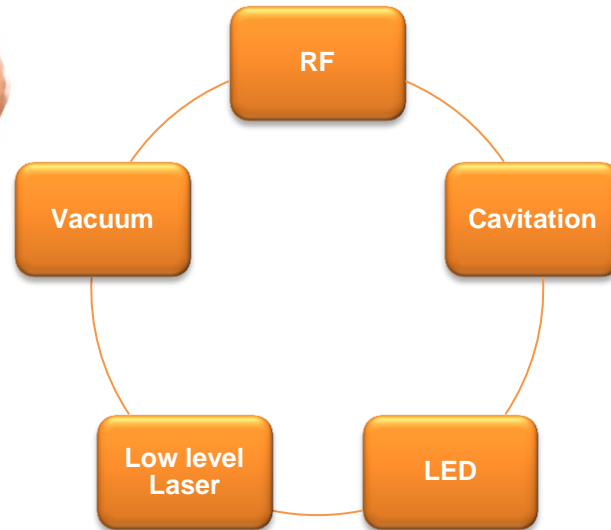 RF
Vacuum
Cavitation
Low level
Laser
LED